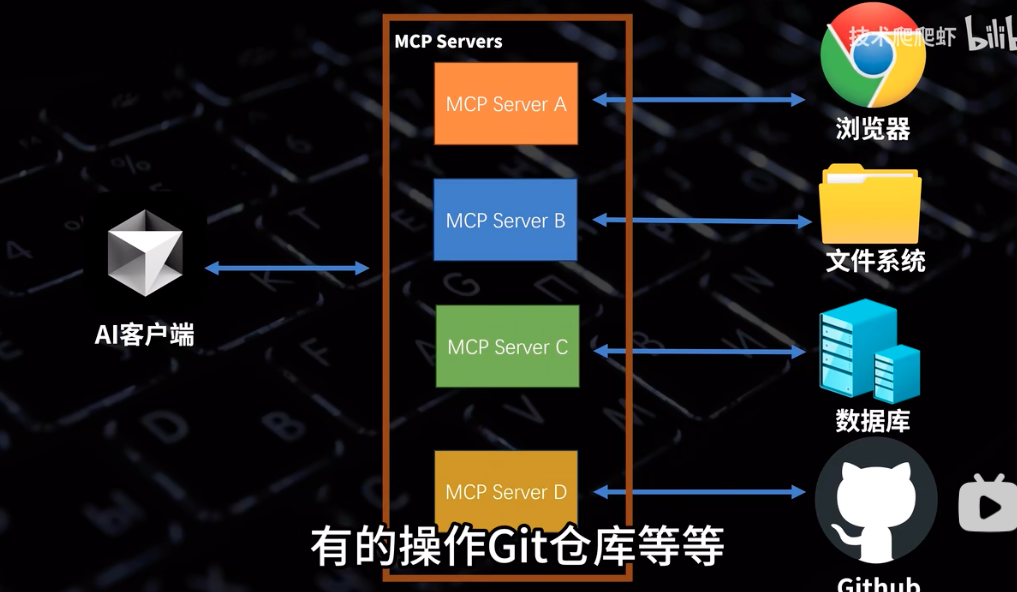 技术爬爬虾 bilib
MCP Servers
MCP Server A
浏览器
MCP Server B
文件系统
AI客户端
MCP Server C
数据库
MCP Server D
有的操作Git仓库等等
Github